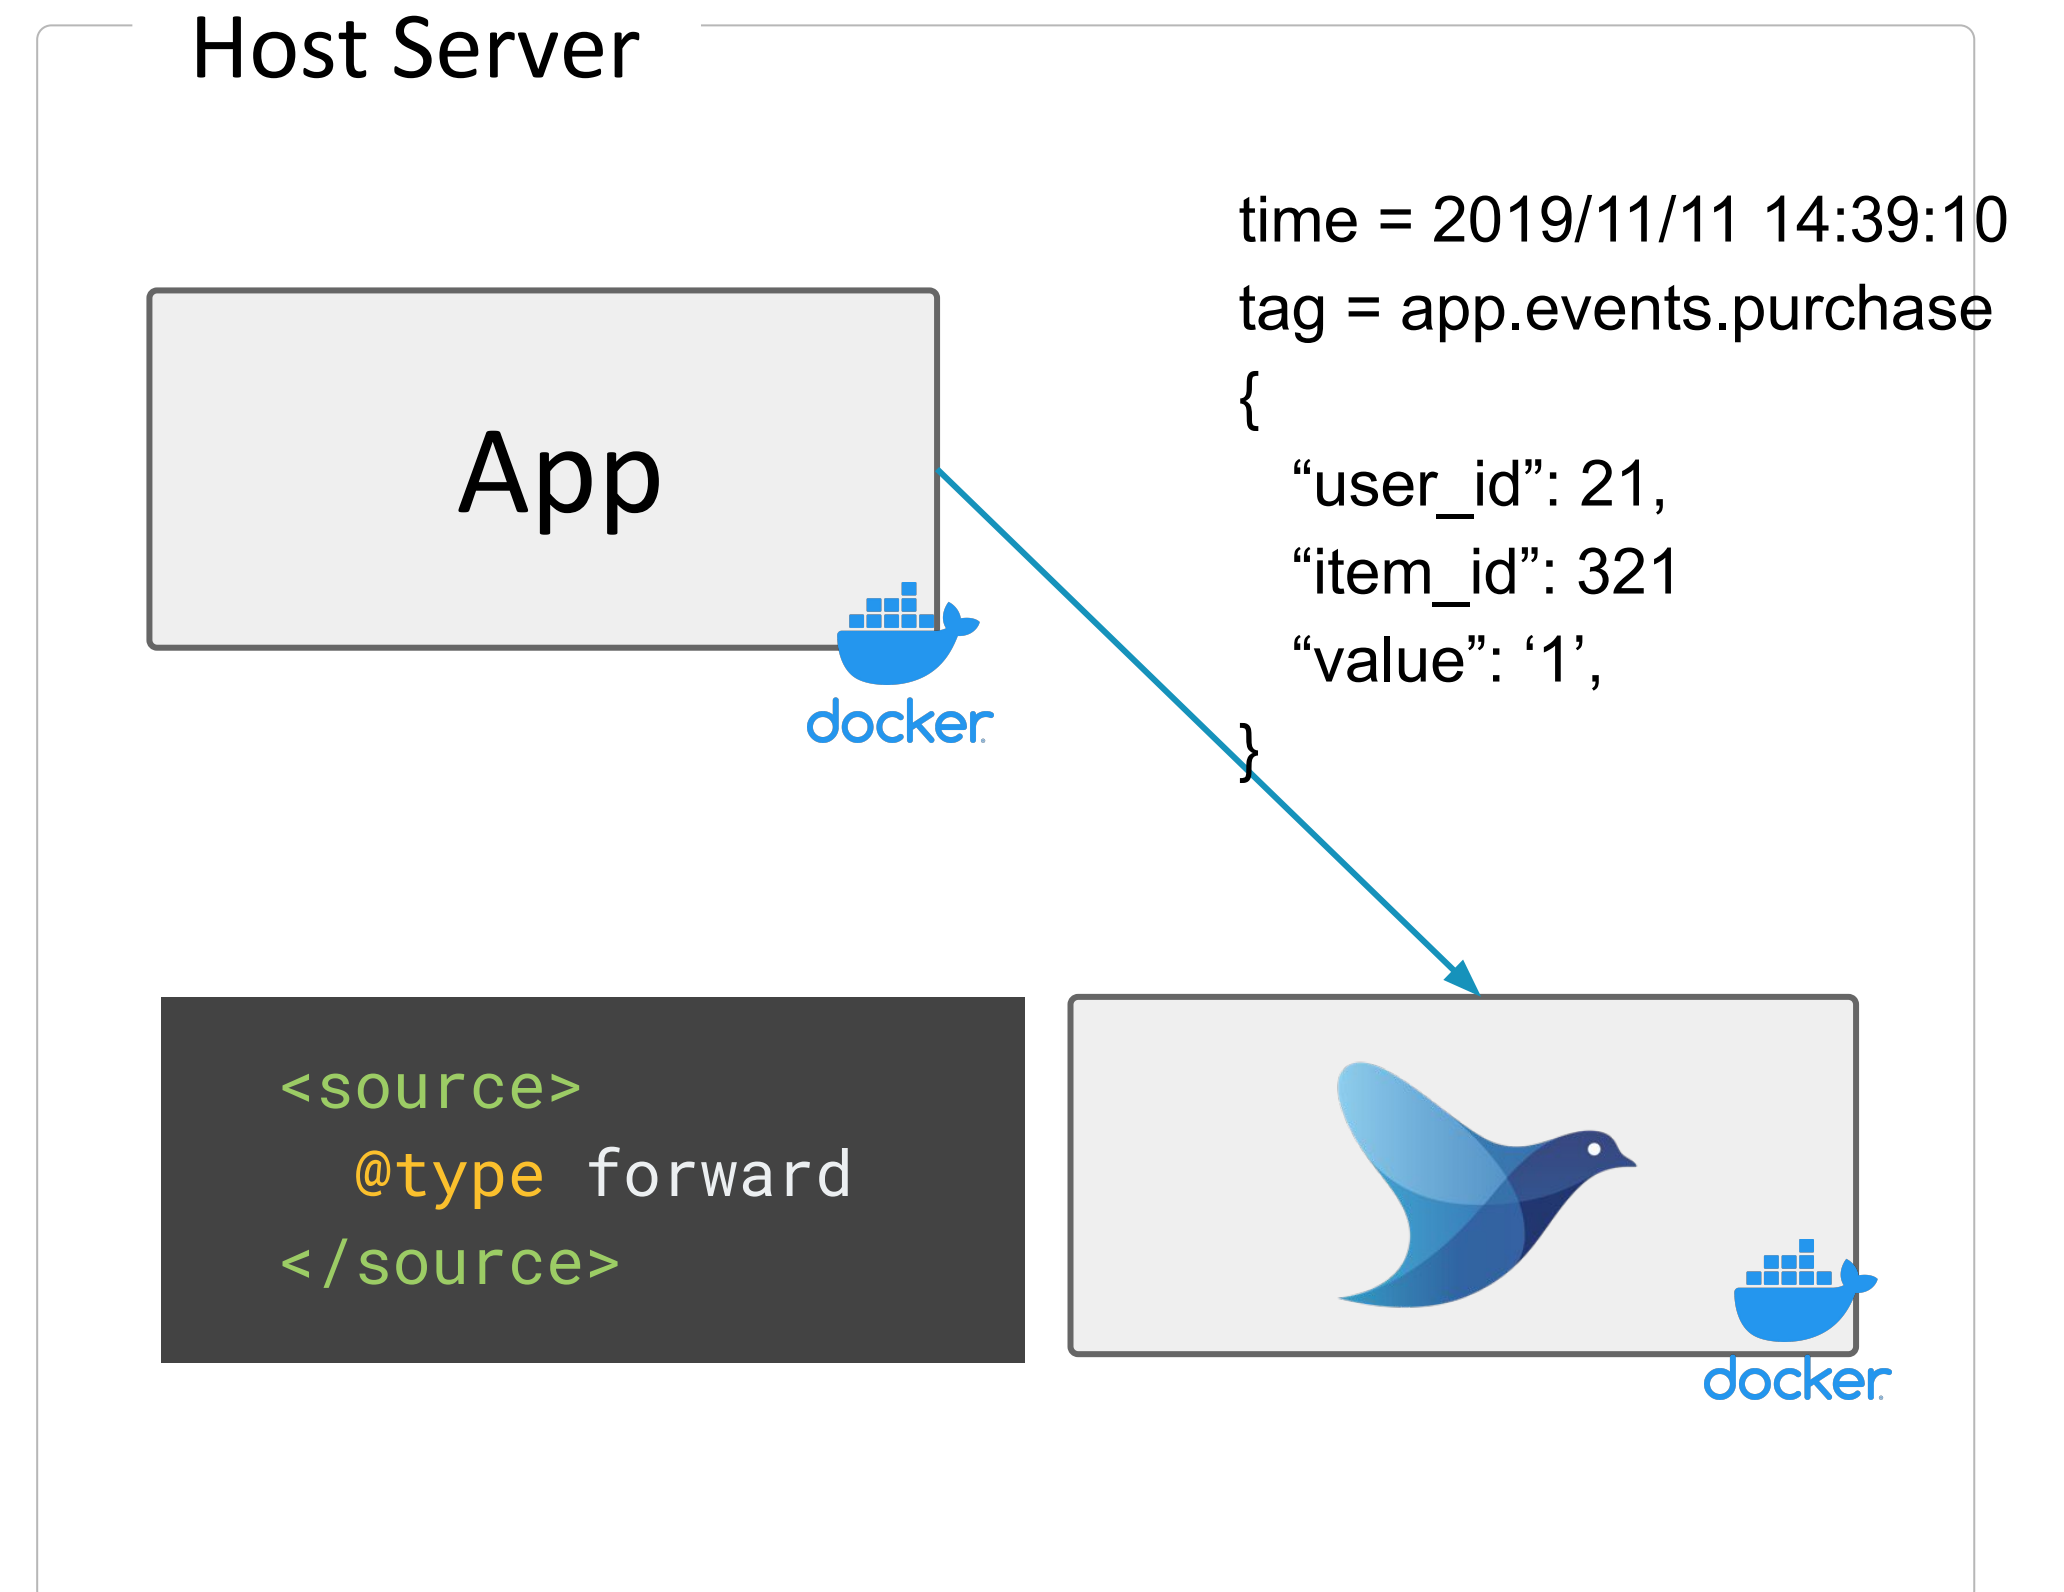 Host Server
time = 2019/11/11 14:39:10
tag = app.events.purchase
{
“user_id”: 21,
“item_id”: 321
“value”: ‘1’,
}
App
docker
<source>
@type forward
</source>
docker